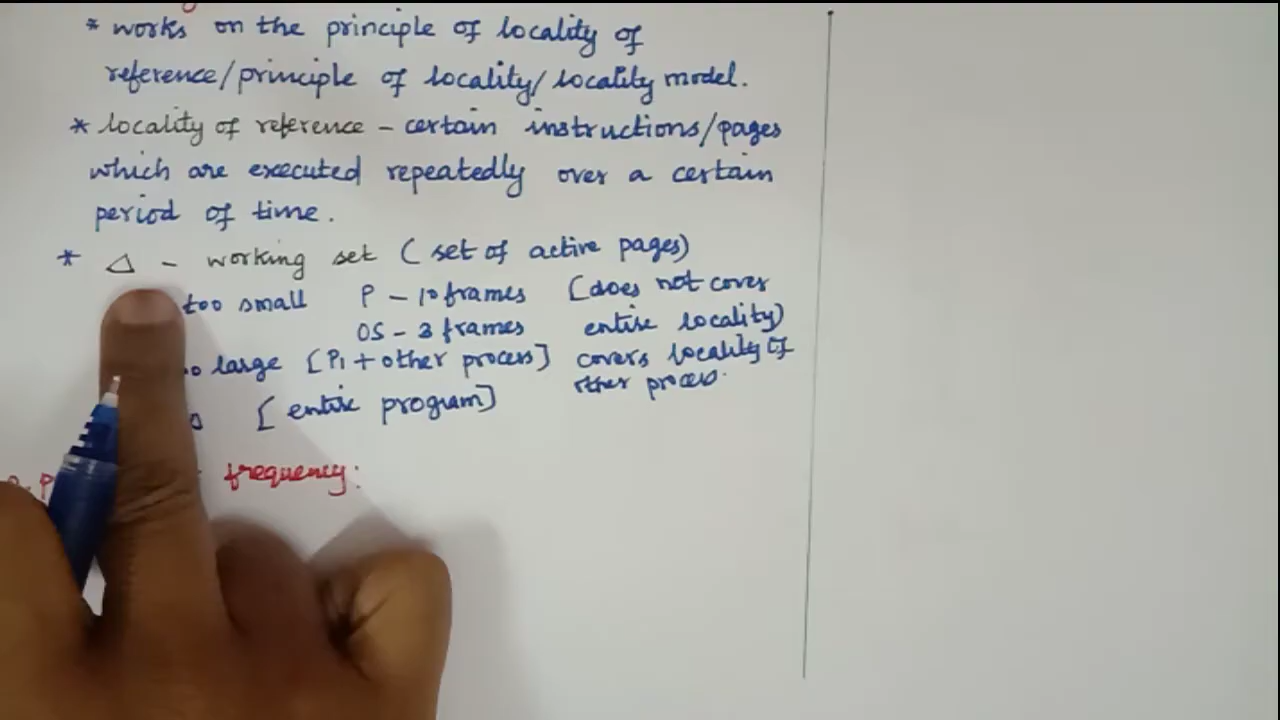 * works on the principle of locality of
reference/principle of locality/locality model.
* locality of reference - certain instructions/pages
which are executed repeatedly over a certain
period of time.
* Δ - working set (set of active pages)
too small P - 10 frames [does not cover
OS - 3 frames entire locality)
large [P1 + other process] covers locality of
other process.
[entire program]
frequency: